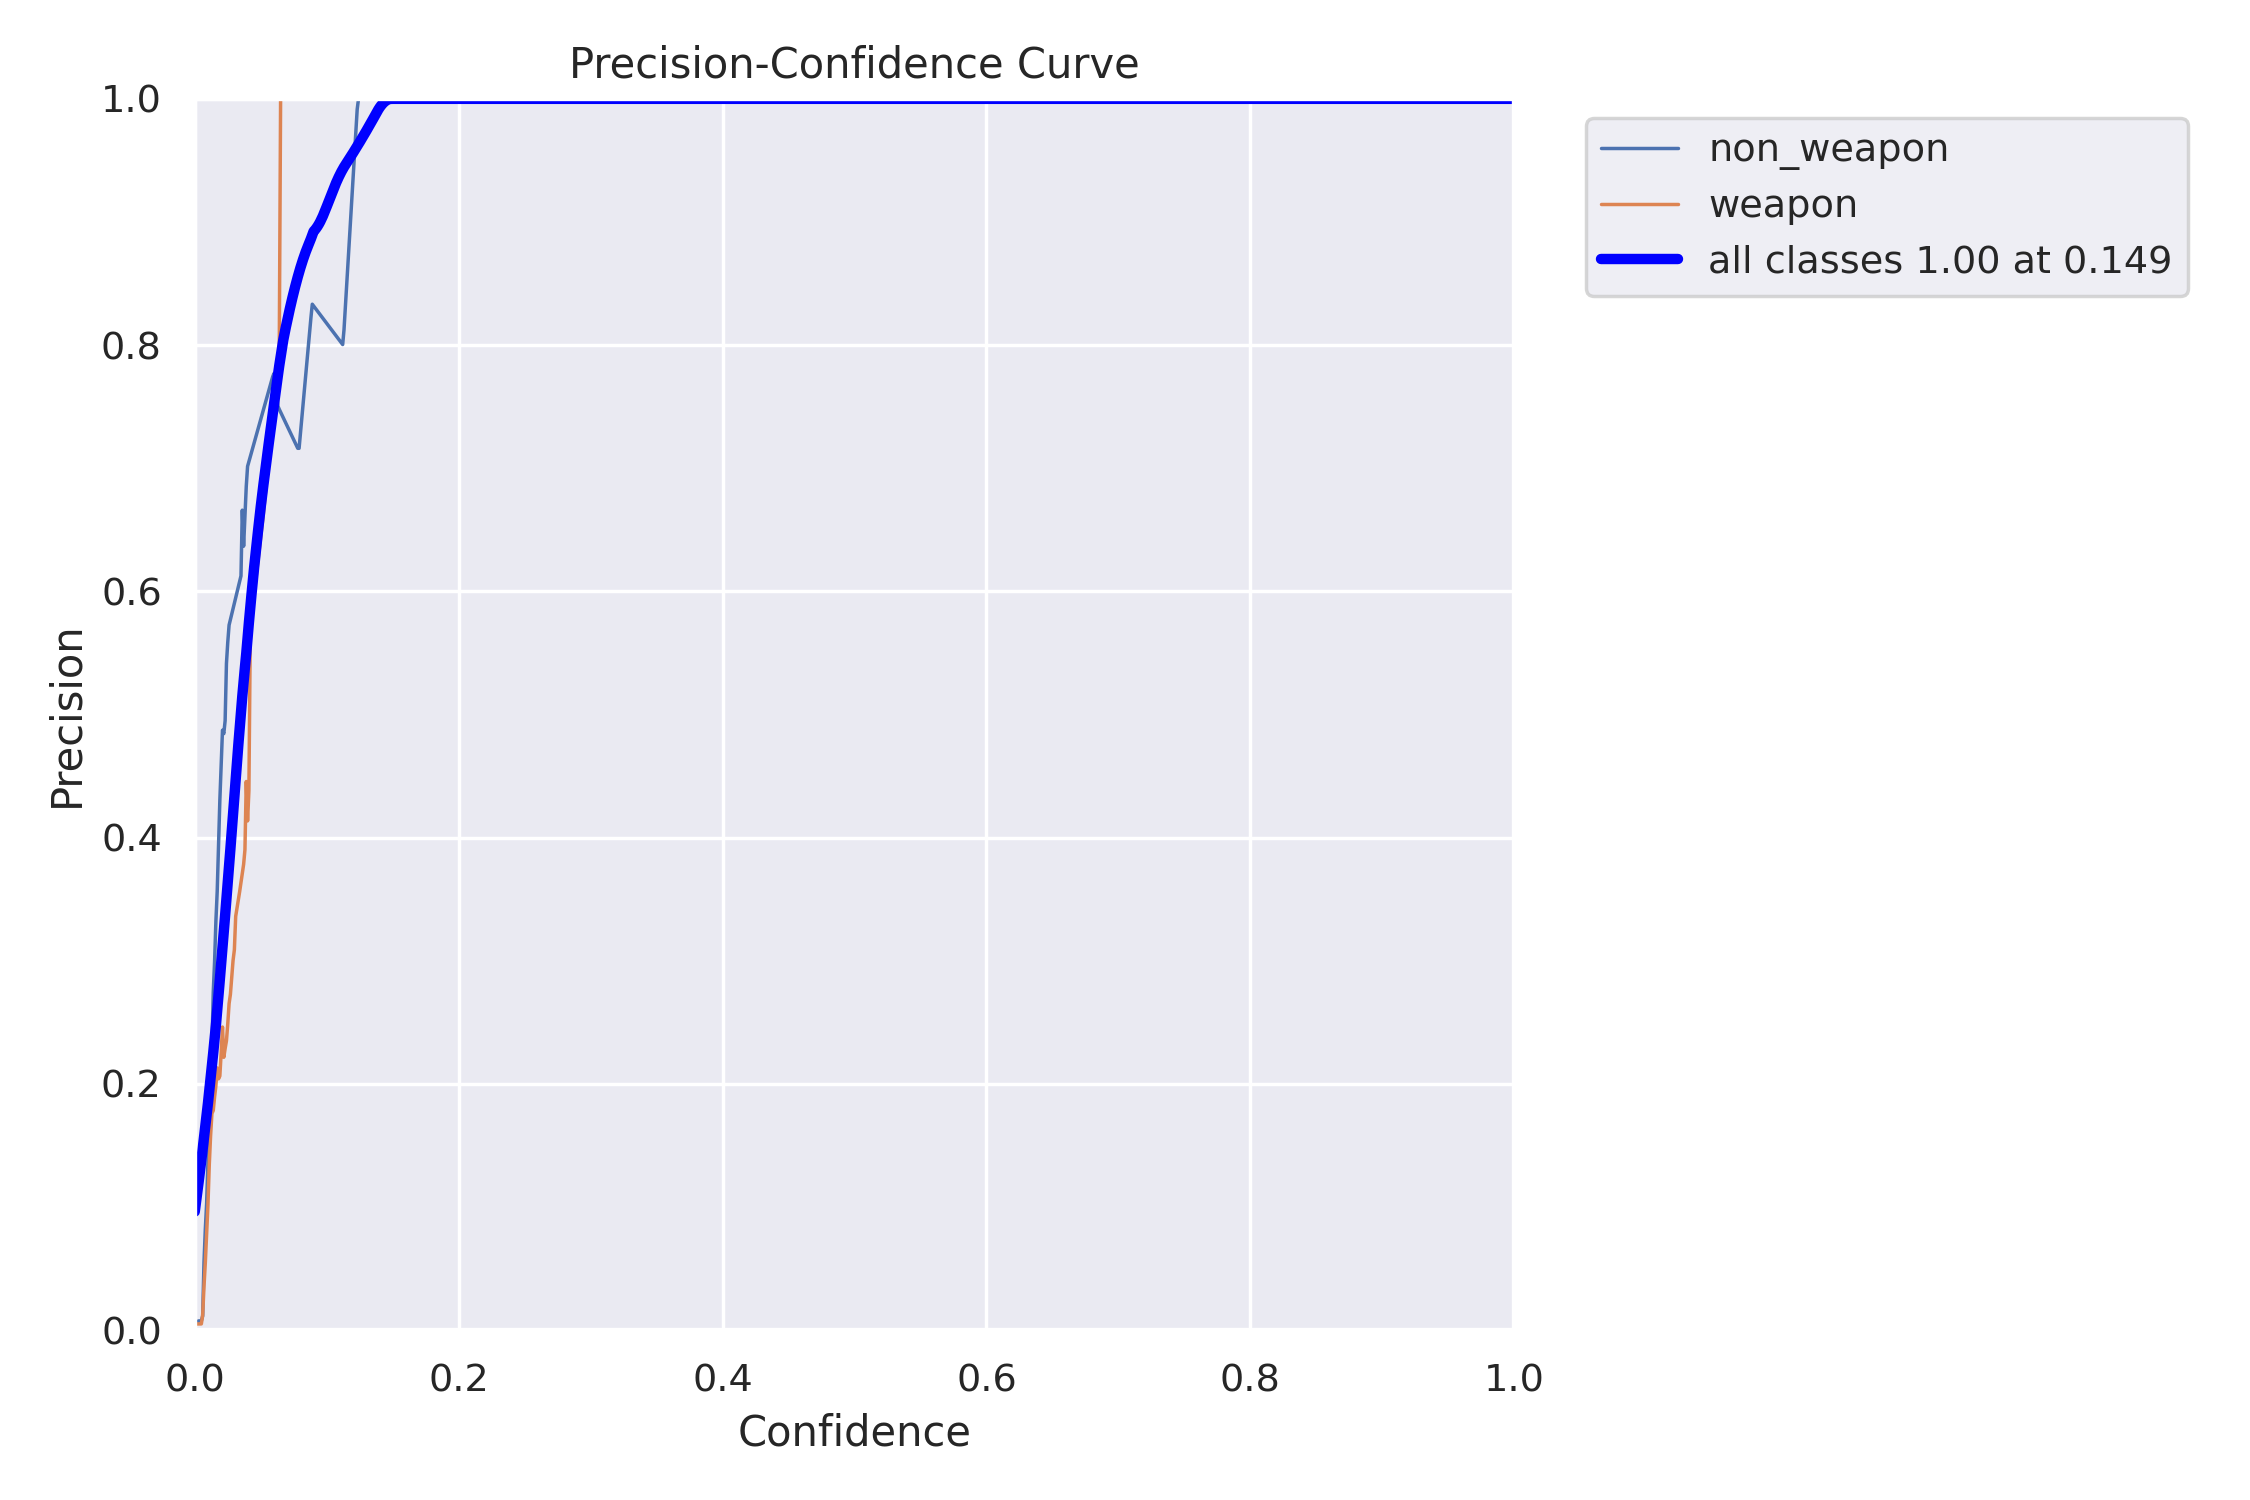 Precision-Confidence Curve
1.0
0.8
0.6
0.4
0.2
0.0
Precision
0.0 0.2 0.4 0.6 0.8 1.0
Confidence
non_weapon
weapon
all classes 1.00 at 0.149